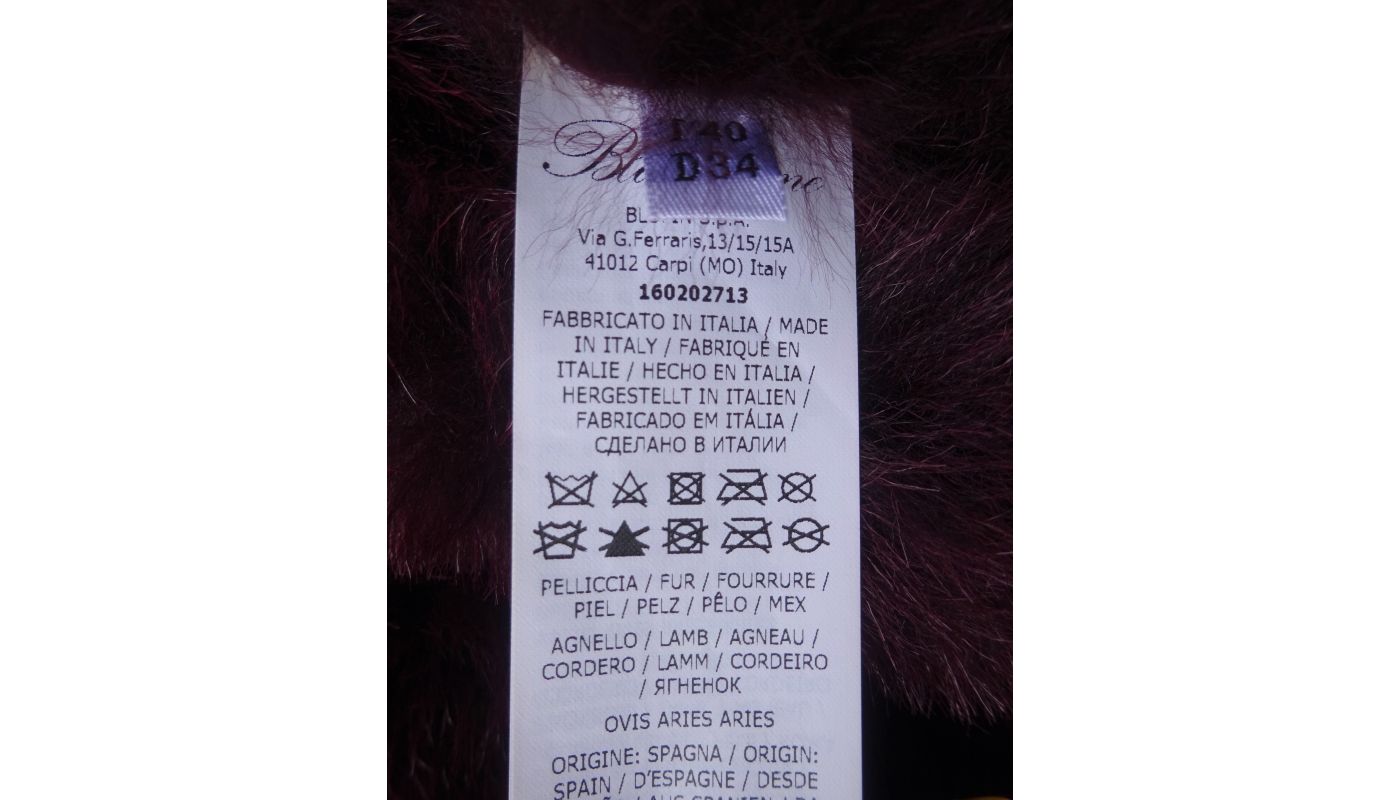 I 40
D34
S.p.A.
Via G.Ferraris,13/15/15A
41012 Carpi (MO) Italy
160202713
FABBRICATO IN ITALIA / MADE
IN ITALY / FABRIQUÉ EN
ITALIE / HECHO EN ITALIA /
HERGESTELLT IN ITALIEN /
FABRICADO EM ITÁLIA /
СДЕЛАНО В ИТАЛИИ
PELLICCIA / FUR / FOURRURE /
PIEL / PELZ / PÊLO / MEX
AGNELLO / LAMB / AGNEAU /
CORDERO / LAMM / CORDEIRO
/ ЯГНЕНОК
OVIS ARIES ARIES
ORIGINE: SPAGNA / ORIGIN:
SPAIN / D'ESPAGNE / DESDE